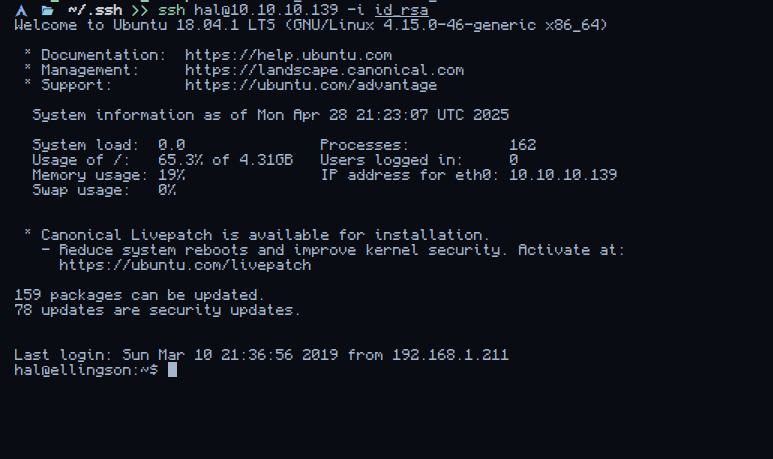 ~/.ssh >> ssh hal@10.10.10.139 -i id_rsa
Welcome to Ubuntu 18.04.1 LTS (GNU/Linux 4.15.0-46-generic x86_64)
* Documentation:  https://help.ubuntu.com
* Management:     https://landscape.canonical.com
* Support:        https://ubuntu.com/advantage
System information as of Mon Apr 28 21:23:07 UTC 2025
System load:  0.0               Processes:           162
Usage of /:   65.3% of 4.31GB   Users logged in:     0
Memory usage: 19%               IP address for eth0: 10.10.10.139
Swap usage:   0%
* Canonical Livepatch is available for installation.
- Reduce system reboots and improve kernel security. Activate at:
https://ubuntu.com/livepatch
159 packages can be updated.
78 updates are security updates.
Last login: Sun Mar 10 21:36:56 2019 from 192.168.1.211
hal@ellingson:~$